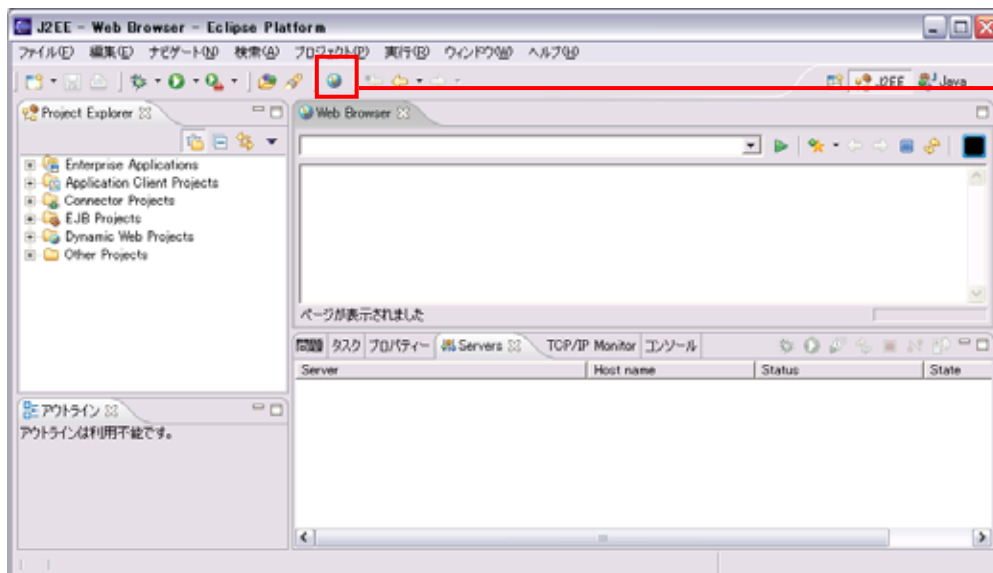 J2EE - Web Browser - Eclipse Platform
ファイル(F) 編集(E) ナビゲート(N) 検索(A) プロジェクト(P) 実行(R) ウィンドウ(W) ヘルプ(H)
J2EE Java
Project Explorer
Web Browser
Enterprise Applications
Application Client Projects
Connector Projects
EJB Projects
Dynamic Web Projects
Other Projects
ページが表示されました
タスク プロパティー Servers TCP/IP Monitor コンソール
Server Host name Status State
アウトライン
アウトラインは利用不能です。